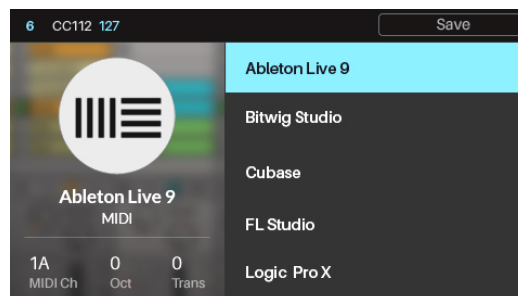 6 CC112 127 Save
Ableton Live 9
MIDI
1A 0 0
MIDI Ch Oct Trans
Ableton Live 9
Bitwig Studio
Cubase
FL Studio
Logic Pro X